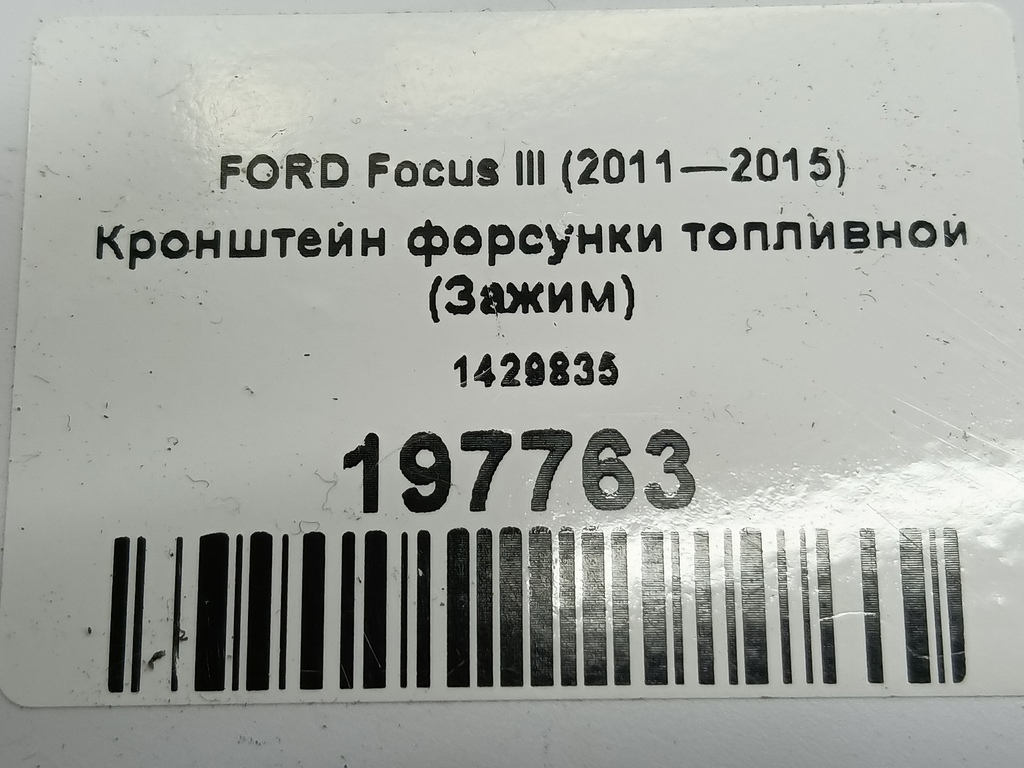 FORD Focus III (2011—2015)
Кронштейн форсунки топливной
(Зажим)
1429835
197763